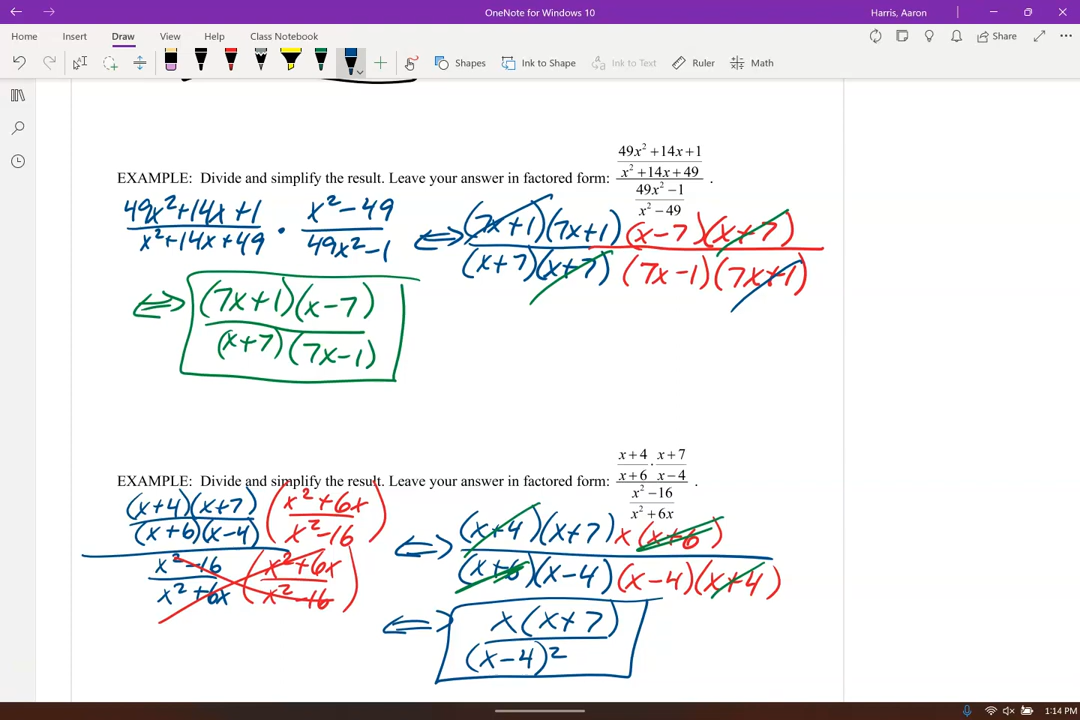 OneNote for Windows 10
Harris, Aaron
Home Insert Draw View Help Class Notebook Share
Shapes Ink to Shape Ink to Text Ruler Math
EXAMPLE: Divide and simplify the result. Leave your answer in factored form: (49x²+14x+1)/(x²+14x+49) / (49x²−1)/(x²−49) .
(49x²+14x+1)/(x²+14x+49) · (x²−49)/(49x²−1) ⇔ (7x+1)(7x+1)(x−7)(x+7) / (x+7)(x+7)(7x−1)(7x+1)
⇔ (7x+1)(x−7) / (x+7)(7x−1)
EXAMPLE: Divide and simplify the result. Leave your answer in factored form: (x+4)/(x+6) · (x+7)/(x−4) / (x²−16)/(x²+6x) .
(x+4)(x+7)/(x+6)(x−4) (x²+6x / x²−16)
x²−16 / x²+6x (x²+6x / x²−16)
⇔ (x+4)(x+7)x(x+6) / (x+6)(x−4)(x−4)(x+4)
⇔ x(x+7) / (x−4)²
1:14 PM